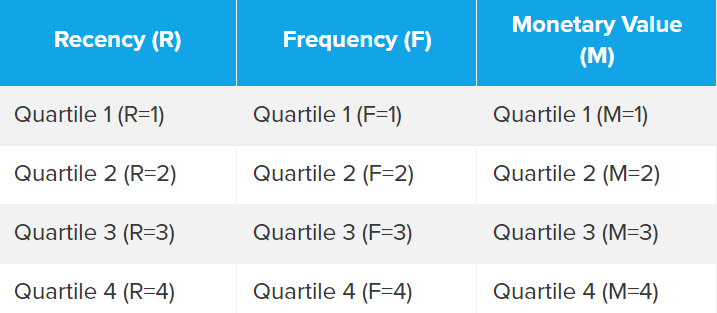 Recency (R)
Frequency (F)
Monetary Value
(M)
Quartile 1 (R=1)
Quartile 1 (F=1)
Quartile 1 (M=1)
Quartile 2 (R=2)
Quartile 2 (F=2)
Quartile 2 (M=2)
Quartile 3 (R=3)
Quartile 3 (F=3)
Quartile 3 (M=3)
Quartile 4 (R=4)
Quartile 4 (F=4)
Quartile 4 (M=4)